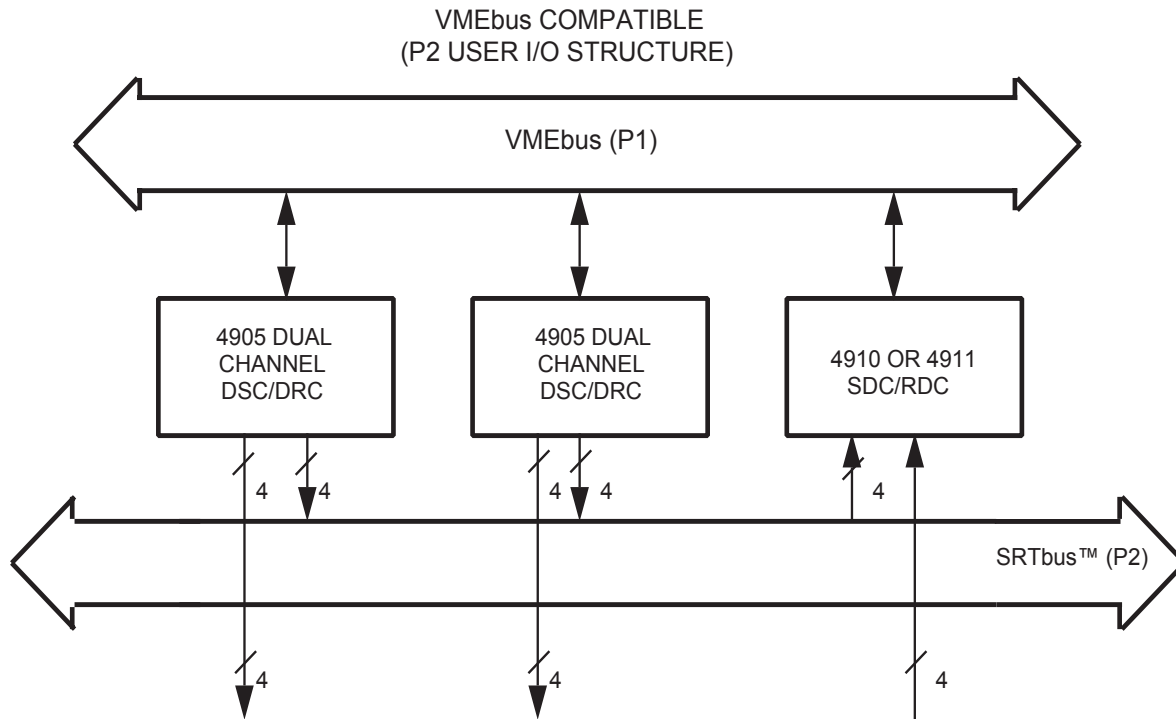 VMEbus COMPATIBLE
(P2 USER I/O STRUCTURE)
VMEbus (P1)
4905 DUAL
CHANNEL
DSC/DRC
4905 DUAL
CHANNEL
DSC/DRC
4910 OR 4911
SDC/RDC
4
4
4
4
4
SRTbus™ (P2)
4
4
4